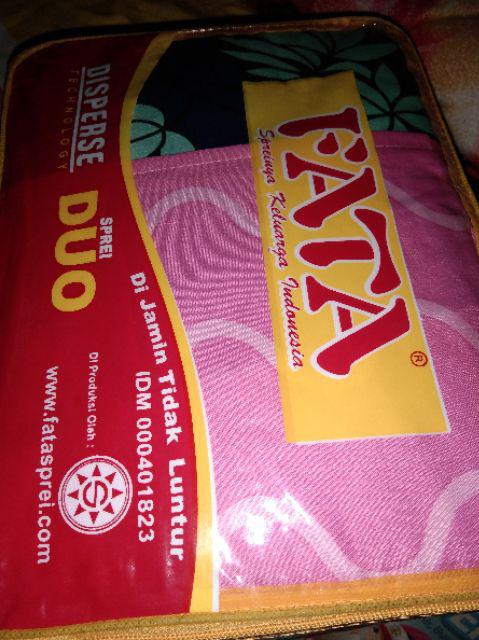 FATA®
Spreinya Keluarga Indonesia
DISPERSE
TECHNOLOGY
SPREI
DUO
Di Jamin Tidak Luntur
IDM 000401823
Di Produksi Oleh :
www.fatasprei.com